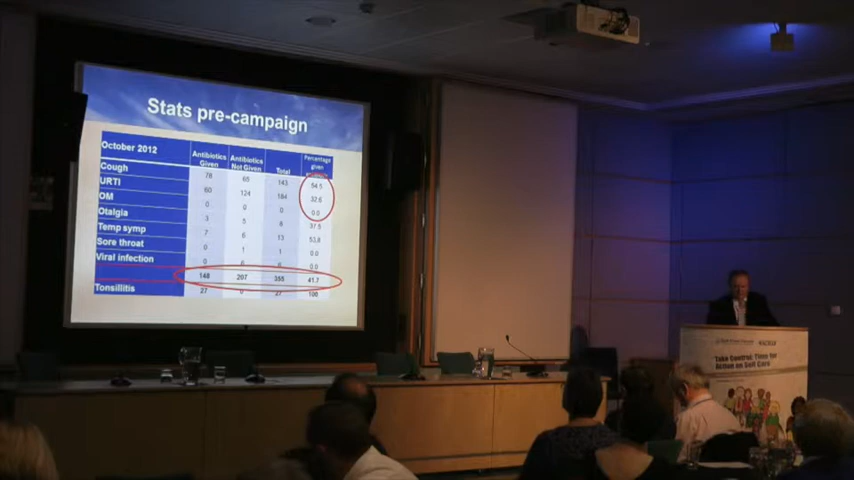 Stats pre-campaign
October 2012 Antibiotics Given Antibiotics Not Given Total Percentage given
Cough 78 65 143 54.5
URTI 60 124 184 32.6
OM 0 0 0 0.0
Otalgia 3 5 8 37.5
Temp symp 7 6 13 53.8
Sore throat 0 1 1 0.0
Viral infection 0 6 6 0.0
148 207 355 41.7
Tonsillitis 27 0 27 100
Take Control: Time for
Action on Self Care